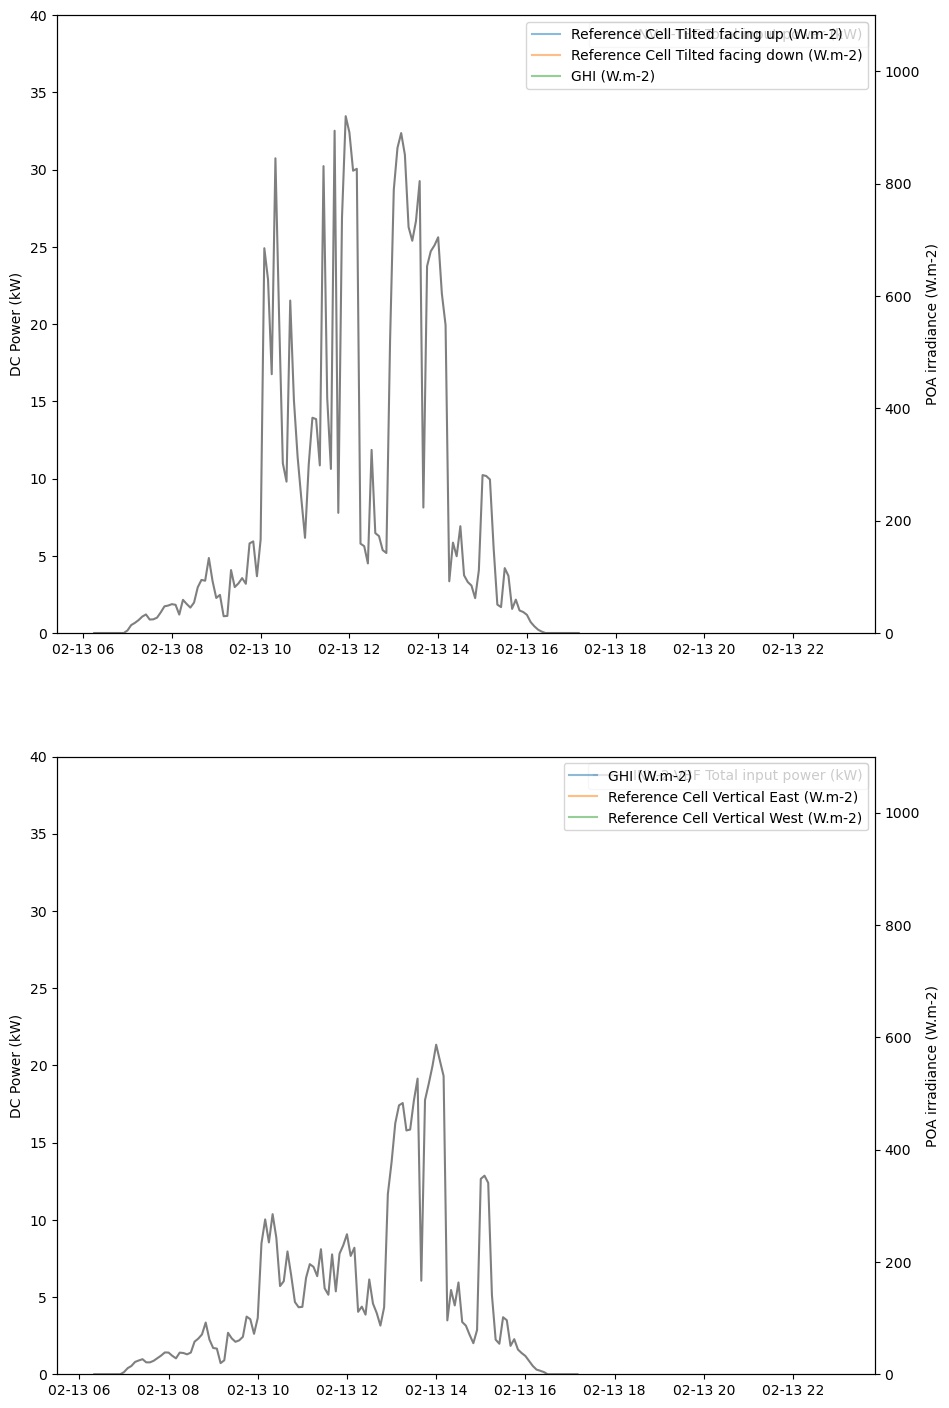 40
35
30
25
20
15
10
5
0
DC Power (kW)
Reference Cell Tilted facing up (W.m-2)
Reference Cell Tilted facing down (W.m-2)
GHI (W.m-2)
1000
800
600
400
200
0
POA irradiance (W.m-2)
02-13 06 02-13 08 02-13 10 02-13 12 02-13 14 02-13 16 02-13 18 02-13 20 02-13 22
40
35
30
25
20
15
10
5
0
DC Power (kW)
Total input power (kW)
GHI (W.m-2)
Reference Cell Vertical East (W.m-2)
Reference Cell Vertical West (W.m-2)
1000
800
600
400
200
0
POA irradiance (W.m-2)
02-13 06 02-13 08 02-13 10 02-13 12 02-13 14 02-13 16 02-13 18 02-13 20 02-13 22